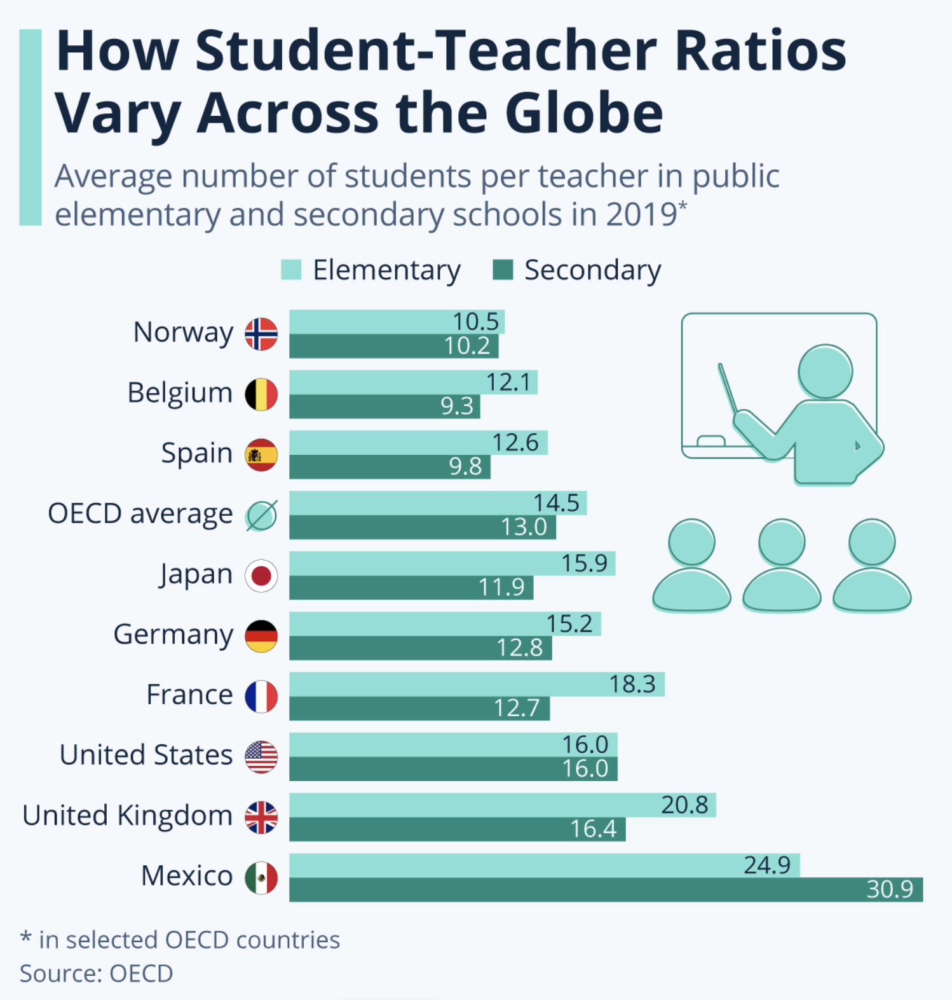 How Student-Teacher Ratios
Vary Across the Globe
Average number of students per teacher in public
elementary and secondary schools in 2019*
Elementary Secondary
Norway 10.5
10.2
Belgium 12.1
9.3
Spain 12.6
9.8
OECD average 14.5
13.0
Japan 15.9
11.9
Germany 15.2
12.8
France 18.3
12.7
United States 16.0
16.0
United Kingdom 20.8
16.4
Mexico 24.9
30.9
* in selected OECD countries
Source: OECD